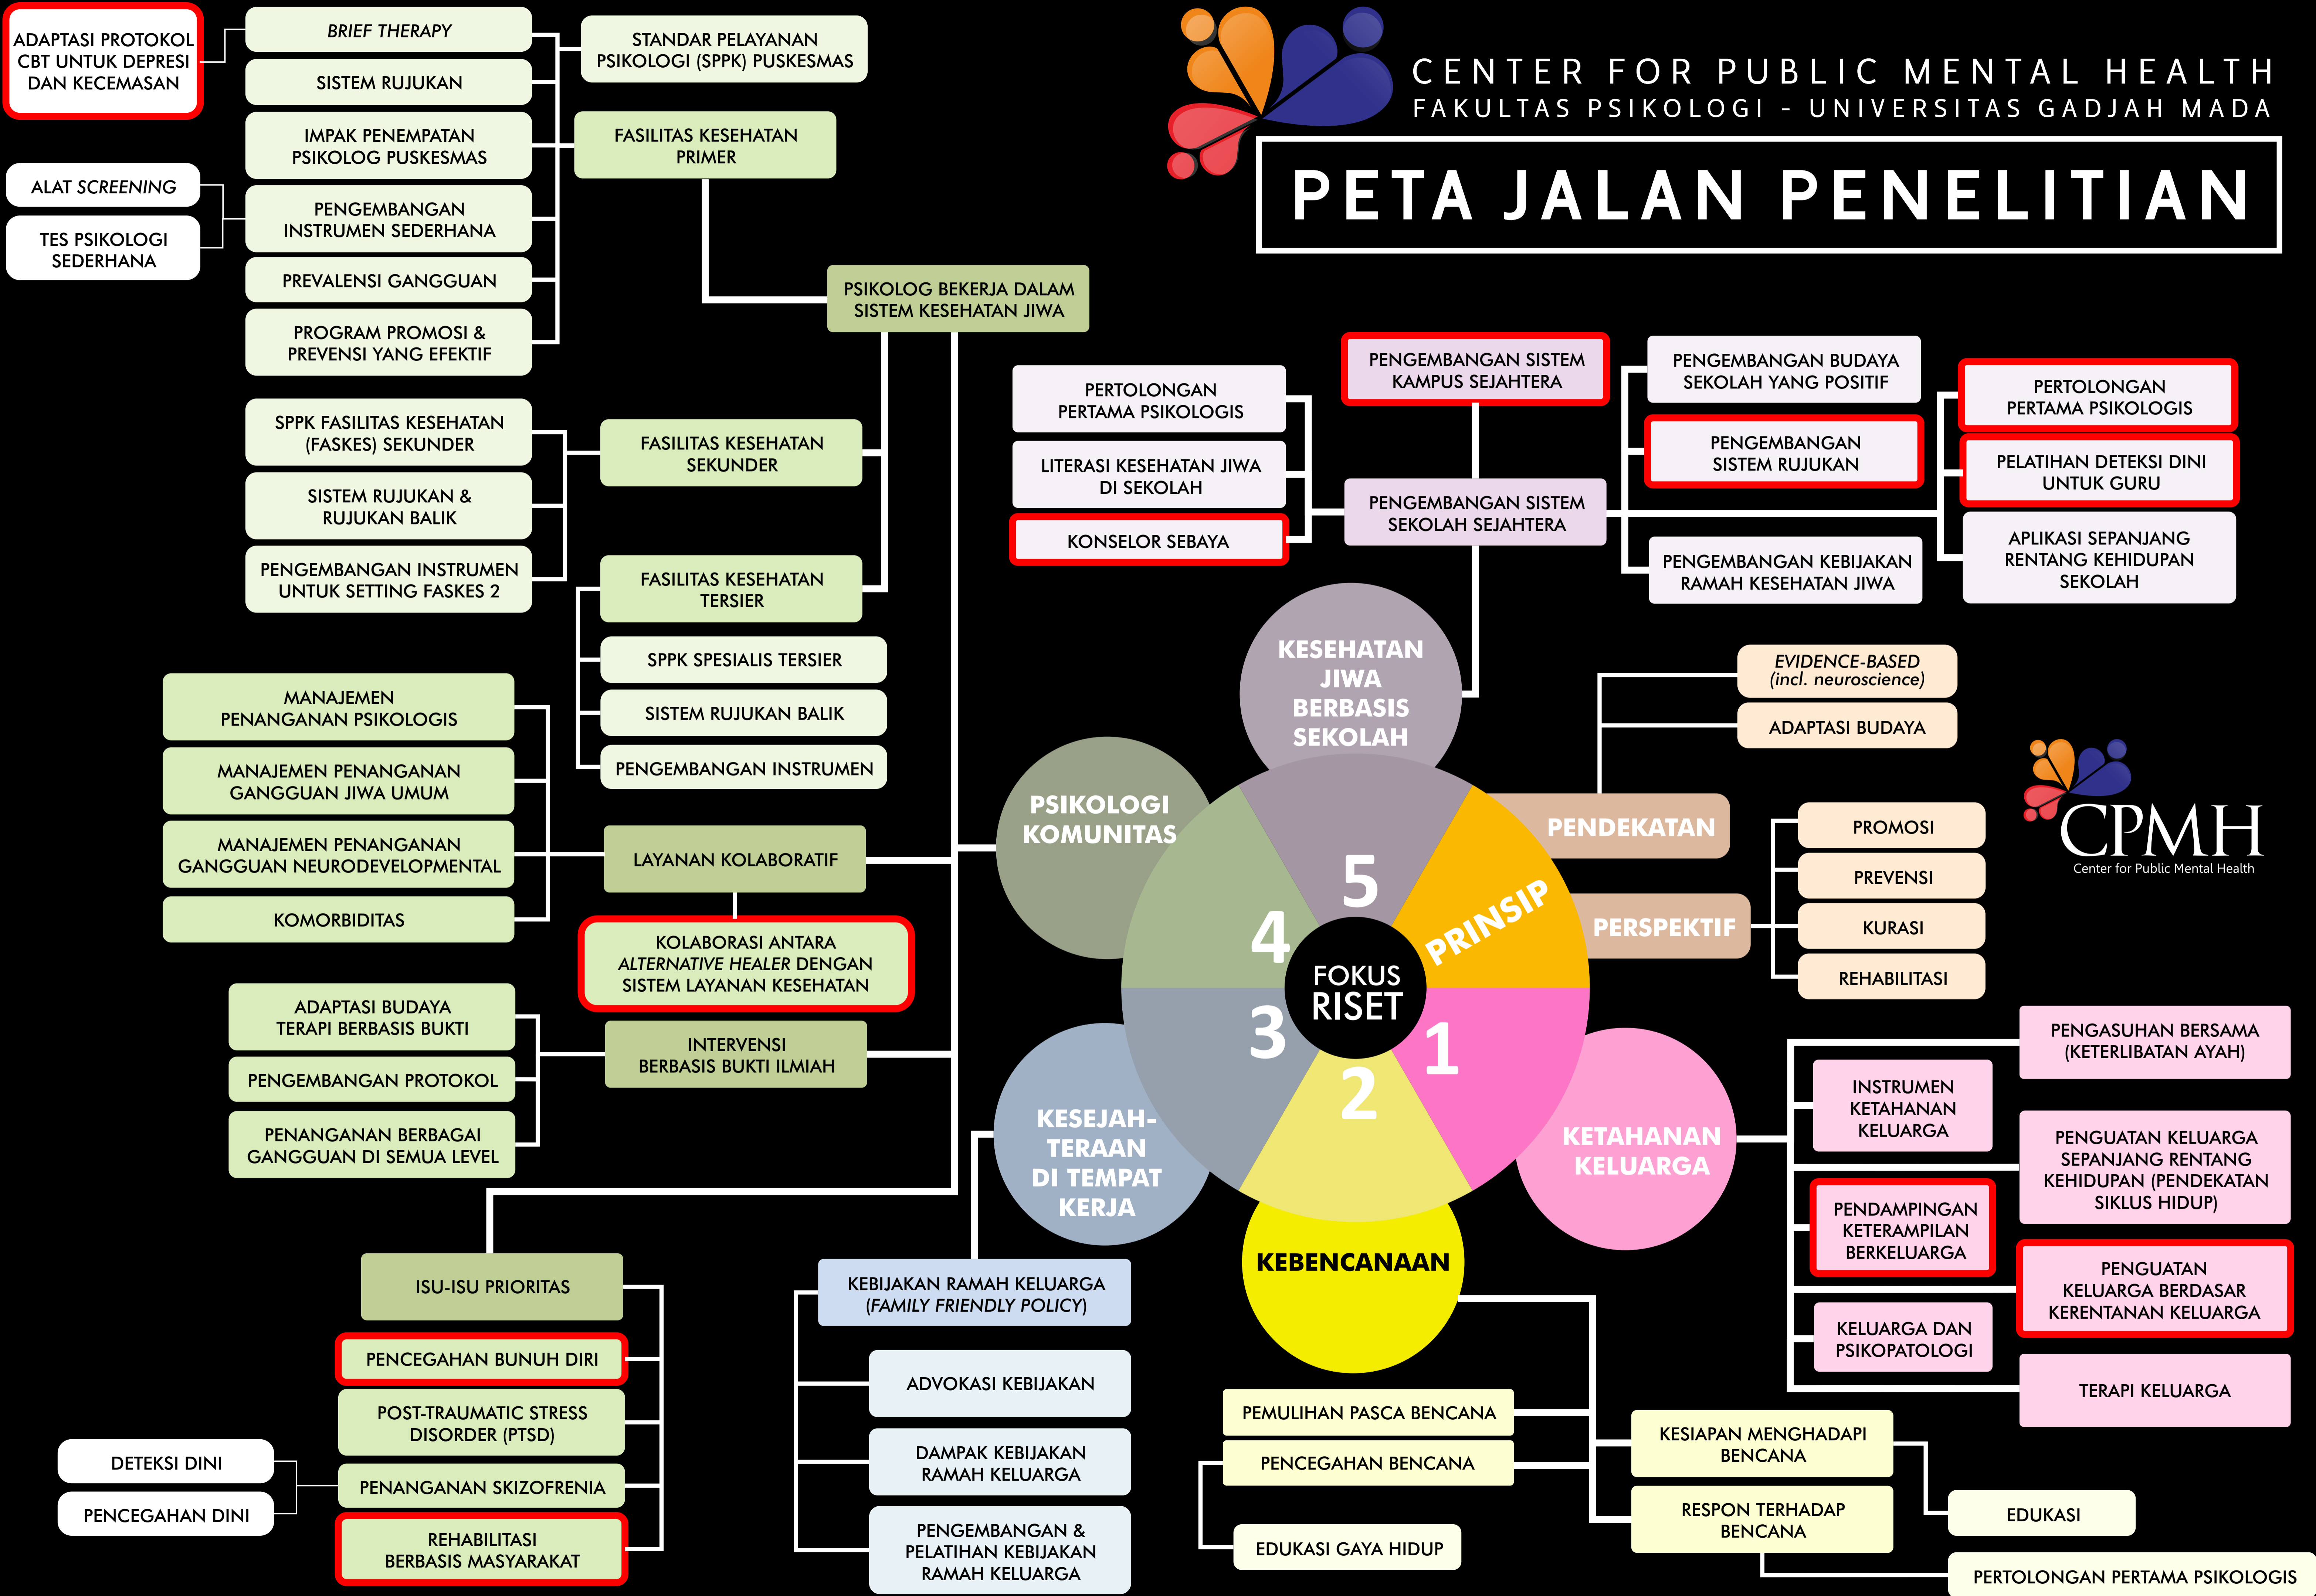 CENTER FOR PUBLIC MENTAL HEALTH
FAKULTAS PSIKOLOGI - UNIVERSITAS GADJAH MADA
PETA JALAN PENELITIAN
ADAPTASI PROTOKOL
CBT UNTUK DEPRESI
DAN KECEMASAN
BRIEF THERAPY
SISTEM RUJUKAN
IMPAK PENEMPATAN
PSIKOLOG PUSKESMAS
ALAT SCREENING
TES PSIKOLOGI
SEDERHANA
PENGEMBANGAN
INSTRUMEN SEDERHANA
PREVALENSI GANGGUAN
PROGRAM PROMOSI &
PREVENSI YANG EFEKTIF
STANDAR PELAYANAN
PSIKOLOGI (SPPK) PUSKESMAS
FASILITAS KESEHATAN
PRIMER
PSIKOLOG BEKERJA DALAM
SISTEM KESEHATAN JIWA
SPPK FASILITAS KESEHATAN
(FASKES) SEKUNDER
SISTEM RUJUKAN &
RUJUKAN BALIK
PENGEMBANGAN INSTRUMEN
UNTUK SETTING FASKES 2
FASILITAS KESEHATAN
SEKUNDER
FASILITAS KESEHATAN
TERSIER
SPPK SPESIALIS TERSIER
SISTEM RUJUKAN BALIK
PENGEMBANGAN INSTRUMEN
MANAJEMEN
PENANGANAN PSIKOLOGIS
MANAJEMEN PENANGANAN
GANGGUAN JIWA UMUM
MANAJEMEN PENANGANAN
GANGGUAN NEURODEVELOPMENTAL
KOMORBIDITAS
LAYANAN KOLABORATIF
KOLABORASI ANTARA
ALTERNATIVE HEALER DENGAN
SISTEM LAYANAN KESEHATAN
ADAPTASI BUDAYA
TERAPI BERBASIS BUKTI
PENGEMBANGAN PROTOKOL
PENANGANAN BERBAGAI
GANGGUAN DI SEMUA LEVEL
INTERVENSI
BERBASIS BUKTI ILMIAH
ISU-ISU PRIORITAS
PENCEGAHAN BUNUH DIRI
POST-TRAUMATIC STRESS
DISORDER (PTSD)
PENANGANAN SKIZOFRENIA
REHABILITASI
BERBASIS MASYARAKAT
DETEKSI DINI
PENCEGAHAN DINI
PERTOLONGAN
PERTAMA PSIKOLOGIS
LITERASI KESEHATAN JIWA
DI SEKOLAH
KONSELOR SEBAYA
PENGEMBANGAN SISTEM
KAMPUS SEJAHTERA
PENGEMBANGAN SISTEM
SEKOLAH SEJAHTERA
PENGEMBANGAN BUDAYA
SEKOLAH YANG POSITIF
PENGEMBANGAN
SISTEM RUJUKAN
PENGEMBANGAN KEBIJAKAN
RAMAH KESEHATAN JIWA
PERTOLONGAN
PERTAMA PSIKOLOGIS
PELATIHAN DETEKSI DINI
UNTUK GURU
APLIKASI SEPANJANG
RENTANG KEHIDUPAN
SEKOLAH
KESEHATAN
JIWA
BERBASIS
SEKOLAH
PSIKOLOGI
KOMUNITAS
KESEJAH-
TERAAN
DI TEMPAT
KERJA
KEBENCANAAN
KETAHANAN
KELUARGA
5
4
3
2
1
PRINSIP
FOKUS
RISET
PENDEKATAN
PERSPEKTIF
EVIDENCE-BASED
(incl. neuroscience)
ADAPTASI BUDAYA
PROMOSI
PREVENSI
KURASI
REHABILITASI
CPMH
Center for Public Mental Health
PENGASUHAN BERSAMA
(KETERLIBATAN AYAH)
INSTRUMEN
KETAHANAN
KELUARGA
PENGUATAN KELUARGA
SEPANJANG RENTANG
KEHIDUPAN (PENDEKATAN
SIKLUS HIDUP)
PENDAMPINGAN
KETERAMPILAN
BERKELUARGA
PENGUATAN
KELUARGA BERDASAR
KERENTANAN KELUARGA
KELUARGA DAN
PSIKOPATOLOGI
TERAPI KELUARGA
KEBIJAKAN RAMAH KELUARGA
(FAMILY FRIENDLY POLICY)
ADVOKASI KEBIJAKAN
DAMPAK KEBIJAKAN
RAMAH KELUARGA
PENGEMBANGAN &
PELATIHAN KEBIJAKAN
RAMAH KELUARGA
PEMULIHAN PASCA BENCANA
PENCEGAHAN BENCANA
EDUKASI GAYA HIDUP
KESIAPAN MENGHADAPI
BENCANA
RESPON TERHADAP
BENCANA
EDUKASI
PERTOLONGAN PERTAMA PSIKOLOGIS